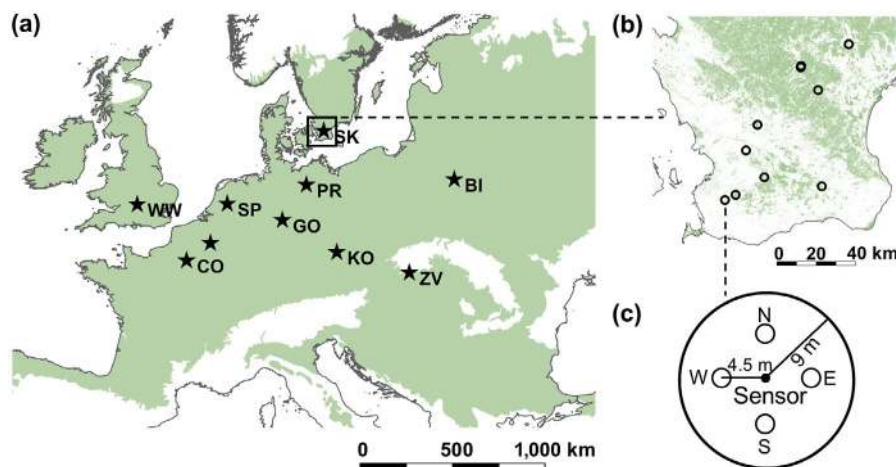 (a)
SK
PR
BI
WW
SP
GO
KO
CO
ZV
0 500 1,000 km
(b)
0 20 40 km
(c)
N
4.5 m
9 m
W
E
Sensor
S